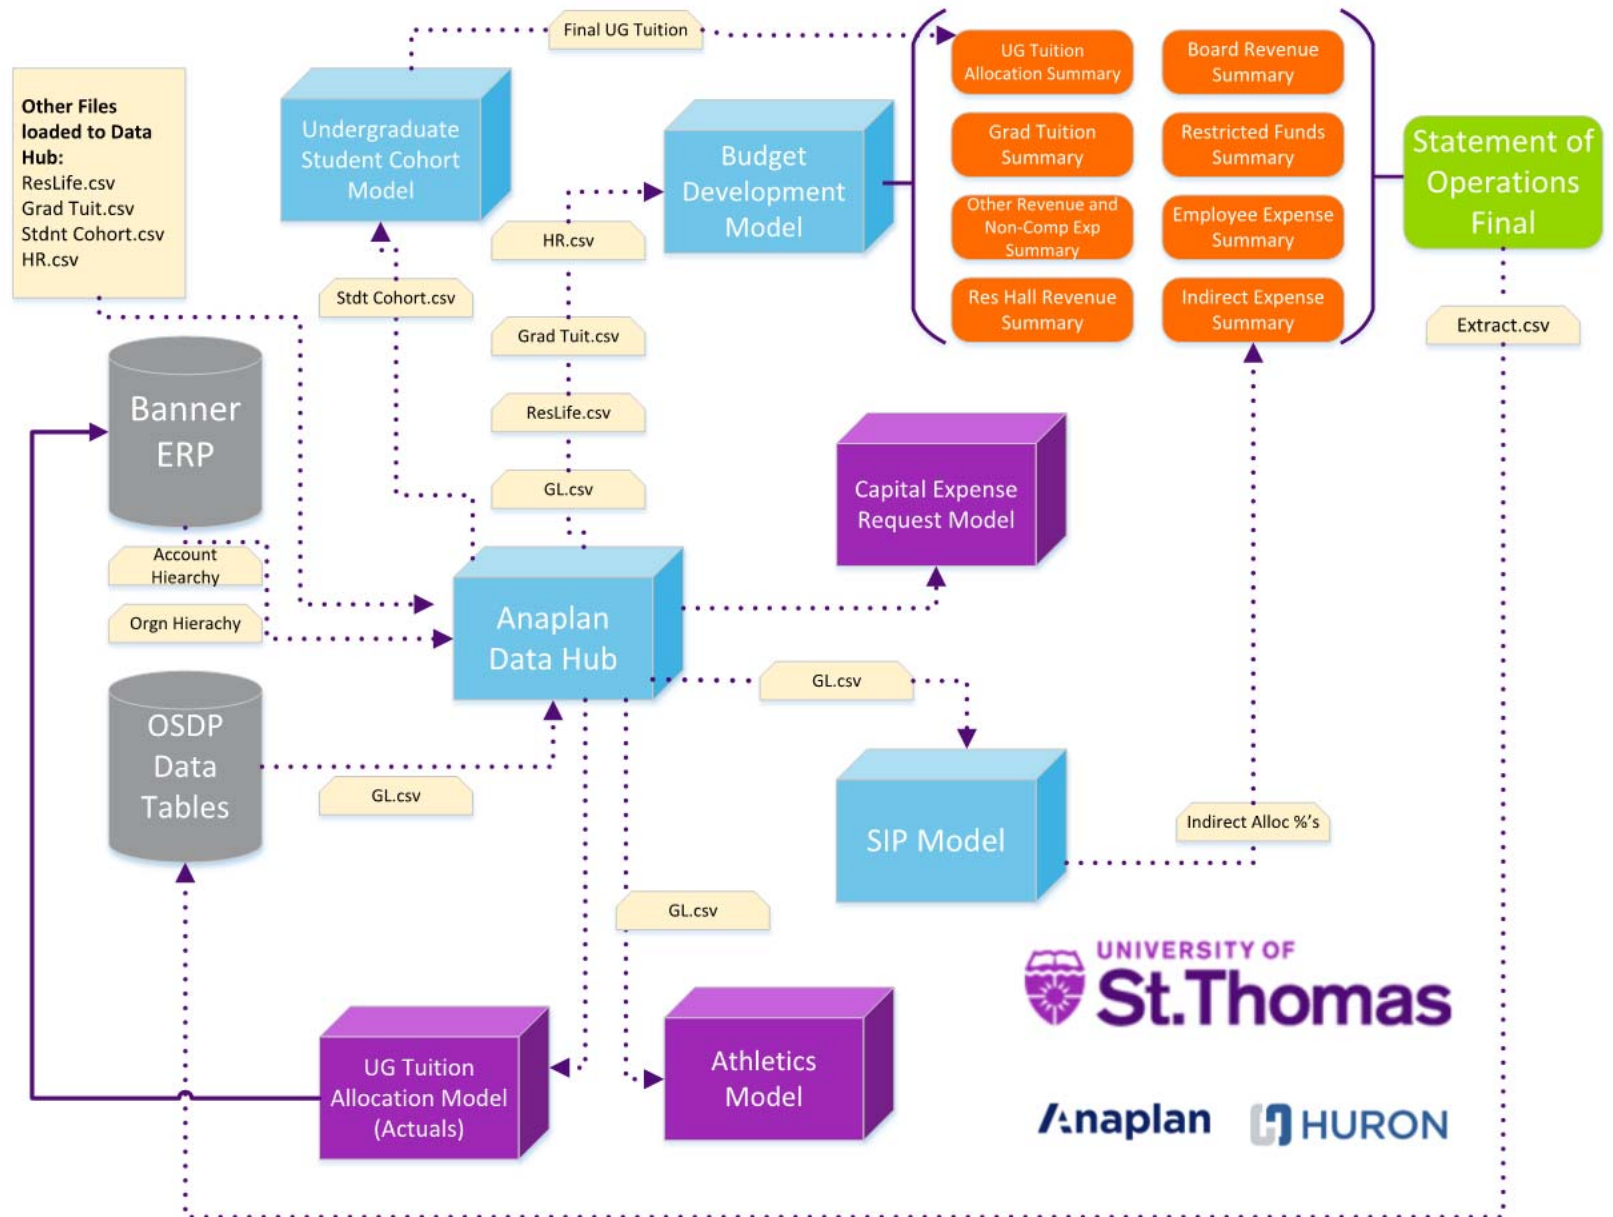 Final UG Tuition
UG Tuition
Allocation Summary
Board Revenue
Summary
Other Files
loaded to Data
Hub:
ResLife.csv
Grad Tuit.csv
Stdnt Cohort.csv
HR.csv
Undergraduate
Student Cohort
Model
Budget
Development
Model
Grad Tuition
Summary
Restricted Funds
Summary
Statement of
Operations
Final
Other Revenue and
Non-Comp Exp
Summary
Employee Expense
Summary
HR.csv
Stdt Cohort.csv
Res Hall Revenue
Summary
Indirect Expense
Summary
Grad Tuit.csv
Extract.csv
Banner
ERP
ResLife.csv
GL.csv
Capital Expense
Request Model
Account
Hiearchy
Orgn Hierachy
Anaplan
Data Hub
GL.csv
OSDP
Data
Tables
GL.csv
SIP Model
Indirect Alloc %'s
GL.csv
UNIVERSITY OF
St.Thomas
UG Tuition
Allocation Model
(Actuals)
Athletics
Model
Anaplan
HURON